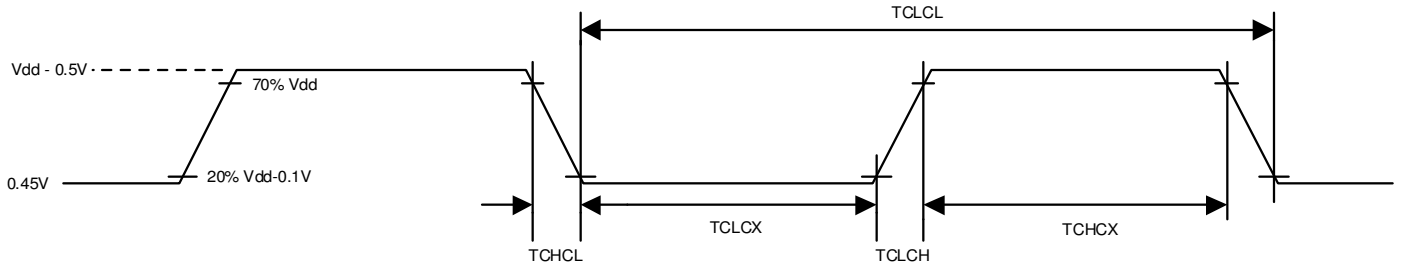 TCLCL
Vdd - 0.5V
70% Vdd
0.45V
20% Vdd-0.1V
TCLCX
TCHCX
TCHCL
TCLCH